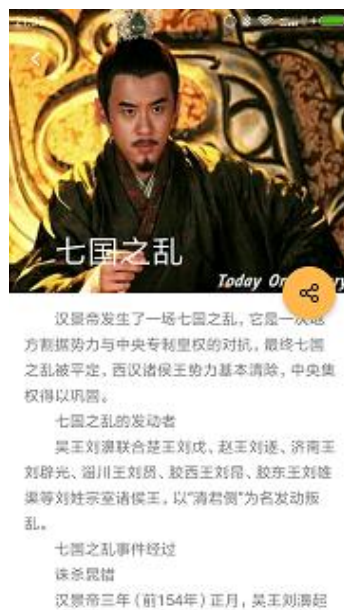 七国之乱
Today On
汉景帝发生了一场七国之乱，它是一次地
方割据势力与中央专制皇权的对抗，最终七国
之乱被平定，西汉诸侯王势力基本清除，中央集
权得以巩固。
七国之乱的发动者
吴王刘濞联合楚王刘戊、赵王刘遂、济南王
刘辟光、淄川王刘贤、胶西王刘昂、胶东王刘雄
渠等刘姓宗室诸侯王，以“清君侧”为名发动叛
乱。
七国之乱事件经过
诛杀晁错
汉景帝三年（前154年）正月，吴王刘濞起